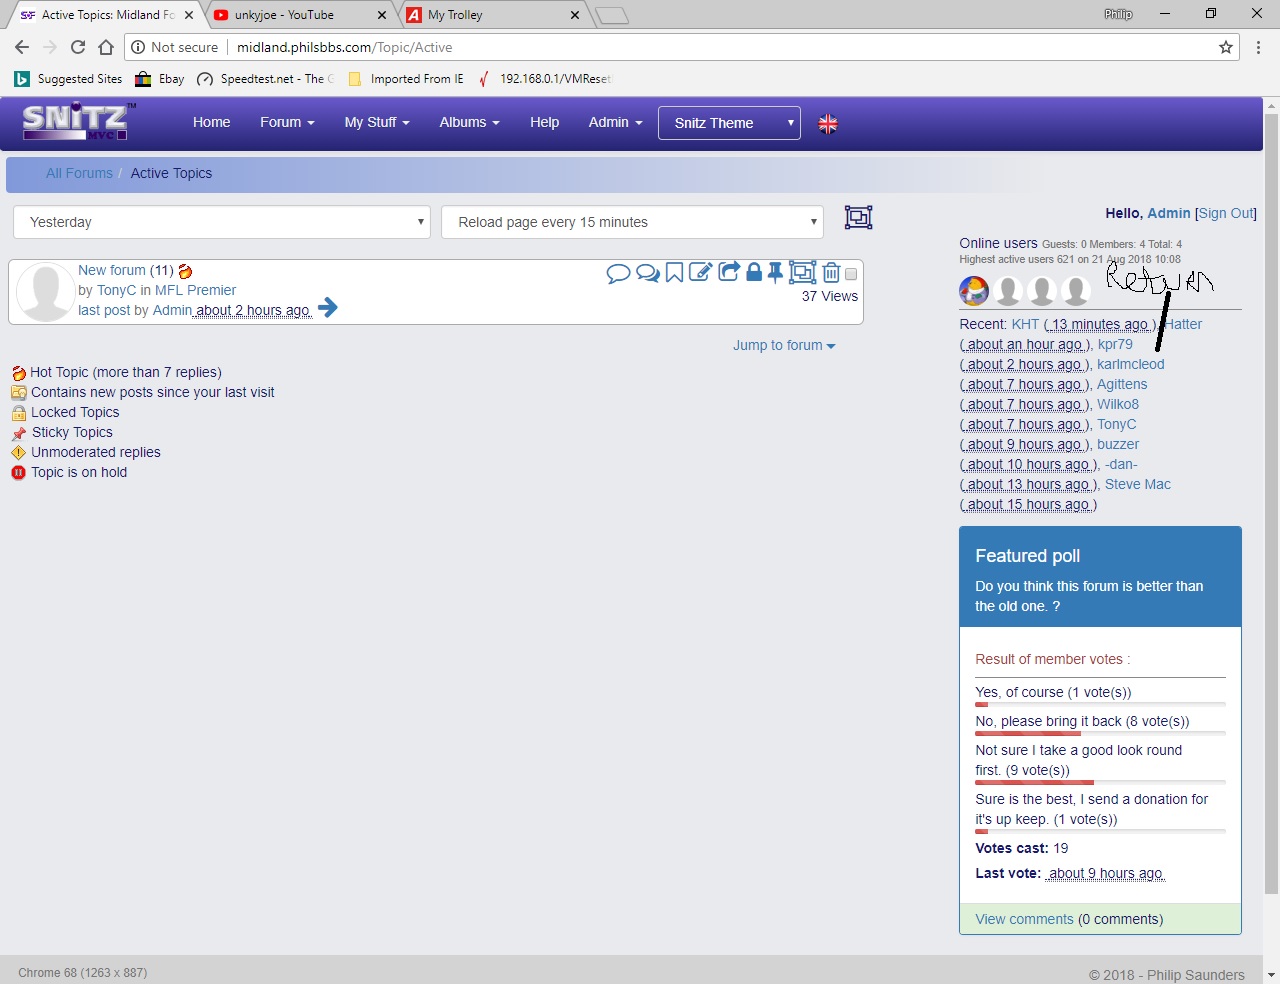 Active Topics: Midland Fo
unkyjoe - YouTube
My Trolley
Philip
Not secure
midland.philsbbs.com/Topic/Active
Suggested Sites
Ebay
Speedtest.net - The G
Imported From IE
192.168.0.1/VMReset
SNITZ™
MVC
Home
Forum
My Stuff
Albums
Help
Admin
Snitz Theme
All Forums / Active Topics
Yesterday
Reload page every 15 minutes
Hello, Admin [Sign Out]
Online users Guests: 0 Members: 4 Total: 4
Highest active users 621 on 21 Aug 2018 10:08
Return
New forum (11)
by TonyC in MFL Premier
last post by Admin about 2 hours ago
37 Views
Jump to forum
Hot Topic (more than 7 replies)
Contains new posts since your last visit
Locked Topics
Sticky Topics
Unmoderated replies
Topic is on hold
Recent: KHT ( 13 minutes ago ), Hatter
( about an hour ago ), kpr79
( about 2 hours ago ), karlmcleod
( about 7 hours ago ), Agittens
( about 7 hours ago ), Wilko8
( about 7 hours ago ), TonyC
( about 9 hours ago ), buzzer
( about 10 hours ago ), -dan-
( about 13 hours ago ), Steve Mac
( about 15 hours ago )
Featured poll
Do you think this forum is better than
the old one. ?
Result of member votes :
Yes, of course (1 vote(s))
No, please bring it back (8 vote(s))
Not sure I take a good look round
first. (9 vote(s))
Sure is the best, I send a donation for
it's up keep. (1 vote(s))
Votes cast: 19
Last vote: about 9 hours ago
View comments (0 comments)
Chrome 68 (1263 x 887)
© 2018 - Philip Saunders